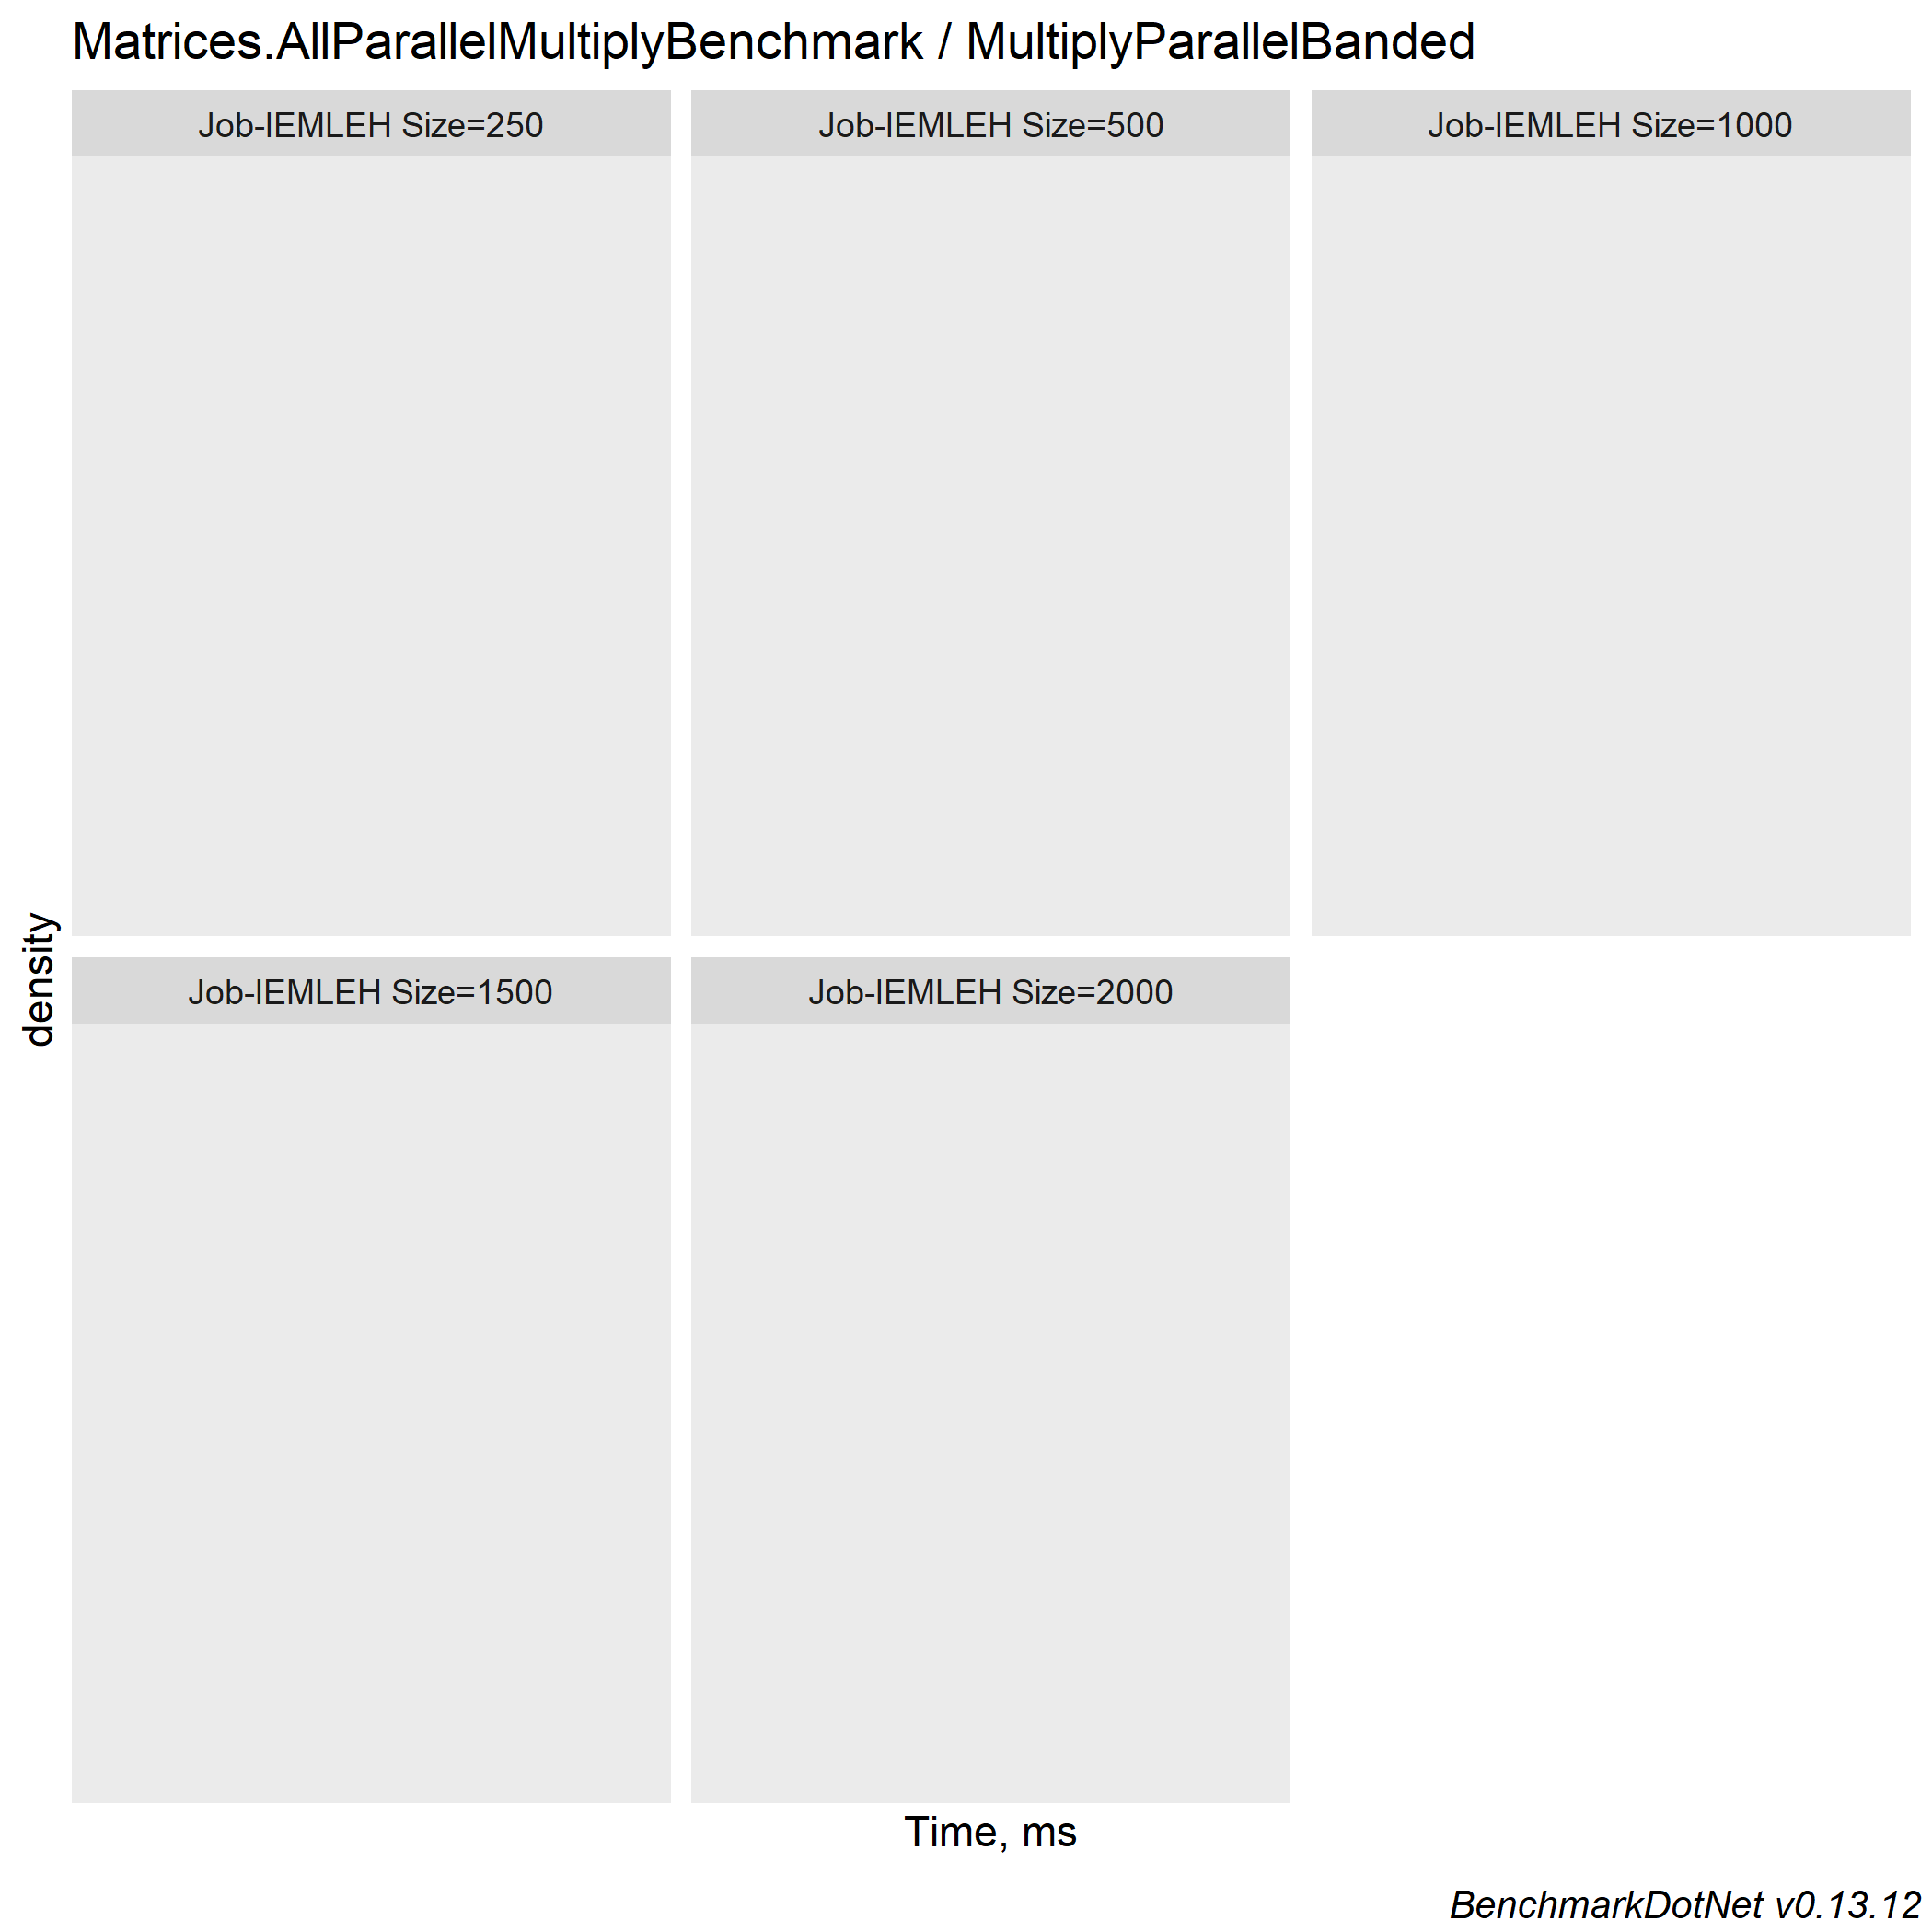 Matrices.AllParallelMultiplyBenchmark / MultiplyParallelBanded
Job-IEMLEH Size=250
Job-IEMLEH Size=500
Job-IEMLEH Size=1000
density
Job-IEMLEH Size=1500
Job-IEMLEH Size=2000
Time, ms
BenchmarkDotNet v0.13.12